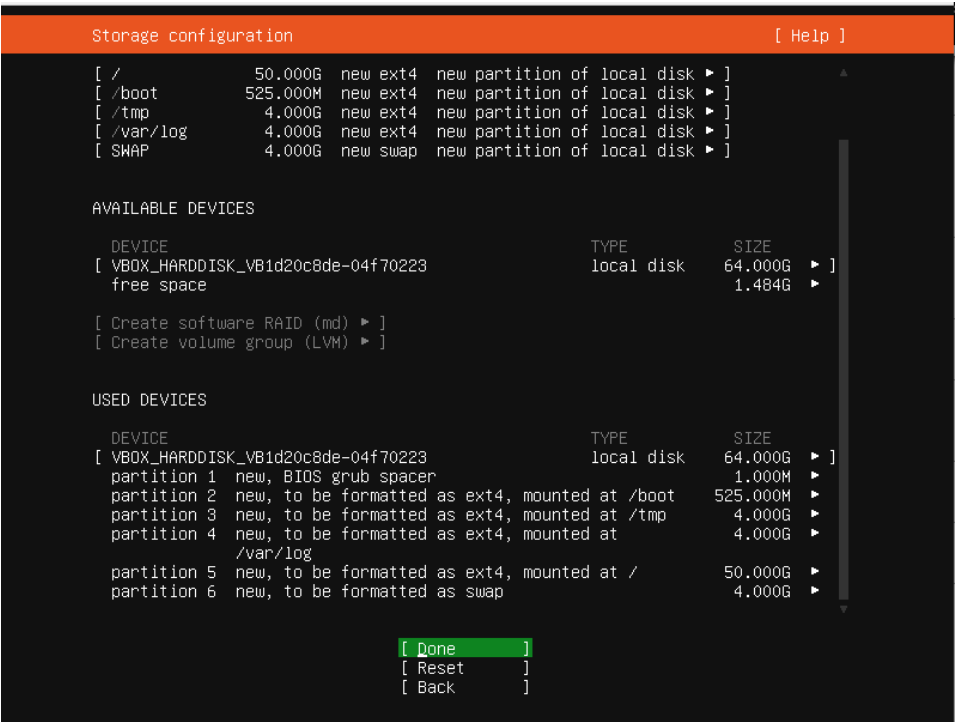 Storage configuration [ Help ]
[ / 50.000G new ext4 new partition of local disk ▸ ]
[ /boot 525.000M new ext4 new partition of local disk ▸ ]
[ /tmp 4.000G new ext4 new partition of local disk ▸ ]
[ /var/log 4.000G new ext4 new partition of local disk ▸ ]
[ SWAP 4.000G new swap new partition of local disk ▸ ]
AVAILABLE DEVICES
DEVICE TYPE SIZE
[ VBOX_HARDDISK_VB1d20c8de-04f70223 local disk 64.000G ▸ ]
free space 1.484G ▸
[ Create software RAID (md) ▸ ]
[ Create volume group (LVM) ▸ ]
USED DEVICES
DEVICE TYPE SIZE
[ VBOX_HARDDISK_VB1d20c8de-04f70223 local disk 64.000G ▸ ]
partition 1 new, BIOS grub spacer 1.000M ▸
partition 2 new, to be formatted as ext4, mounted at /boot 525.000M ▸
partition 3 new, to be formatted as ext4, mounted at /tmp 4.000G ▸
partition 4 new, to be formatted as ext4, mounted at 4.000G ▸
/var/log
partition 5 new, to be formatted as ext4, mounted at / 50.000G ▸
partition 6 new, to be formatted as swap 4.000G ▸
[ Done ]
[ Reset ]
[ Back ]